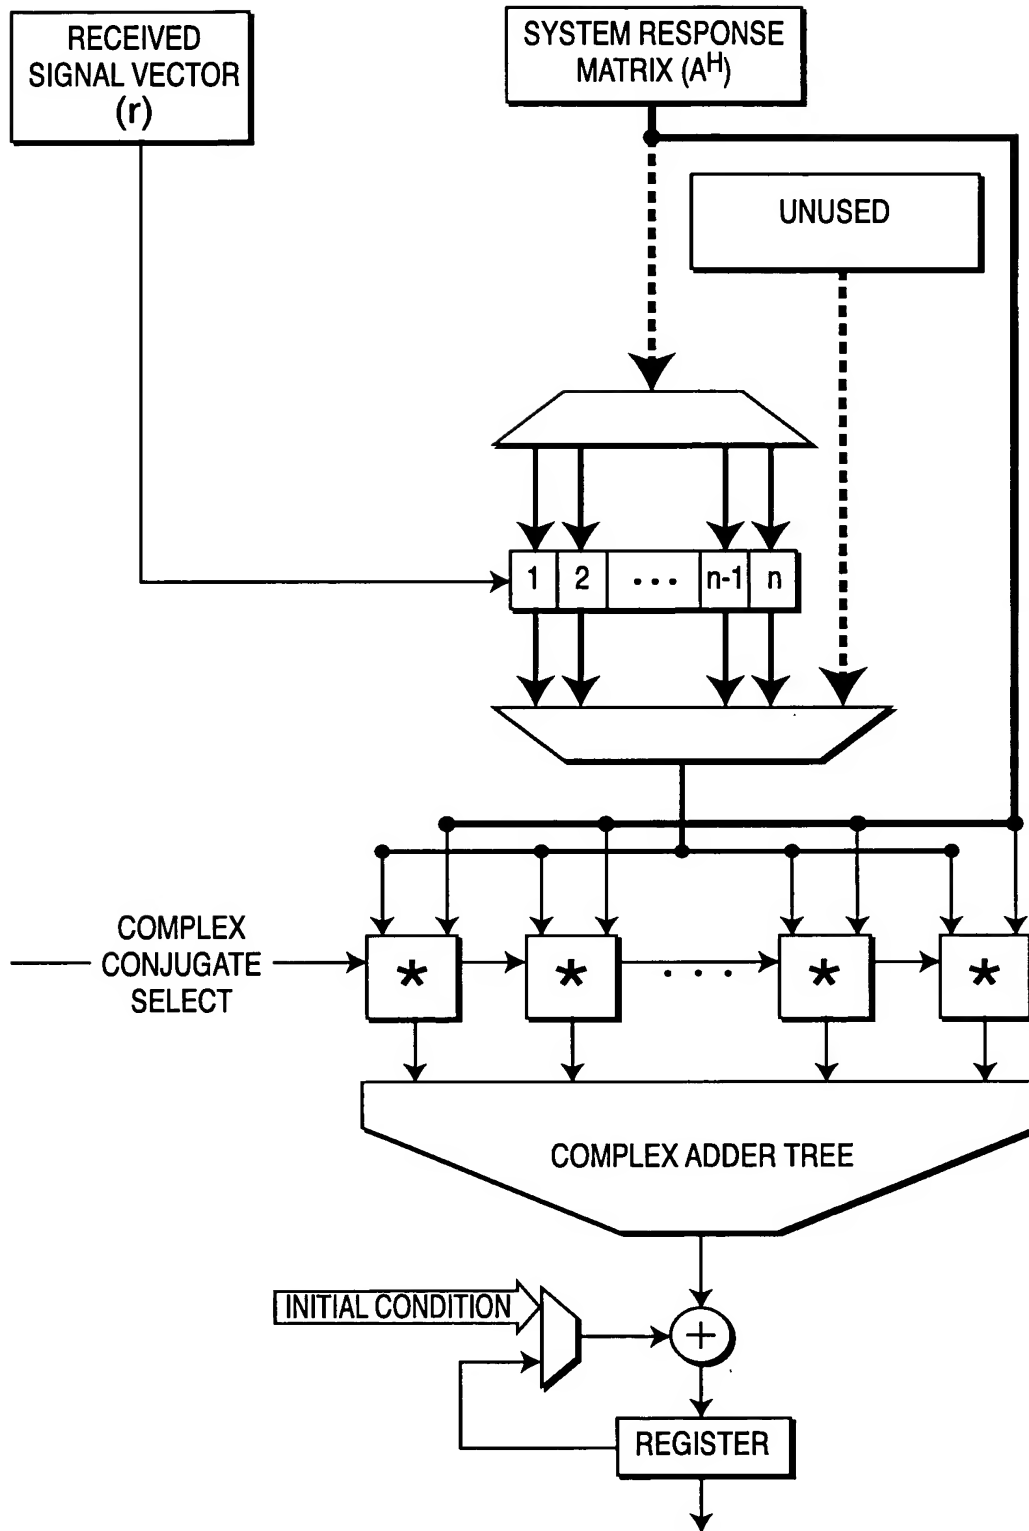 RECEIVED
SIGNAL VECTOR
(r)
SYSTEM RESPONSE
MATRIX (Aᴴ)
UNUSED
1 2 ... n-1 n
COMPLEX
CONJUGATE
SELECT
* * ... * *
COMPLEX ADDER TREE
INITIAL CONDITION
+
REGISTER